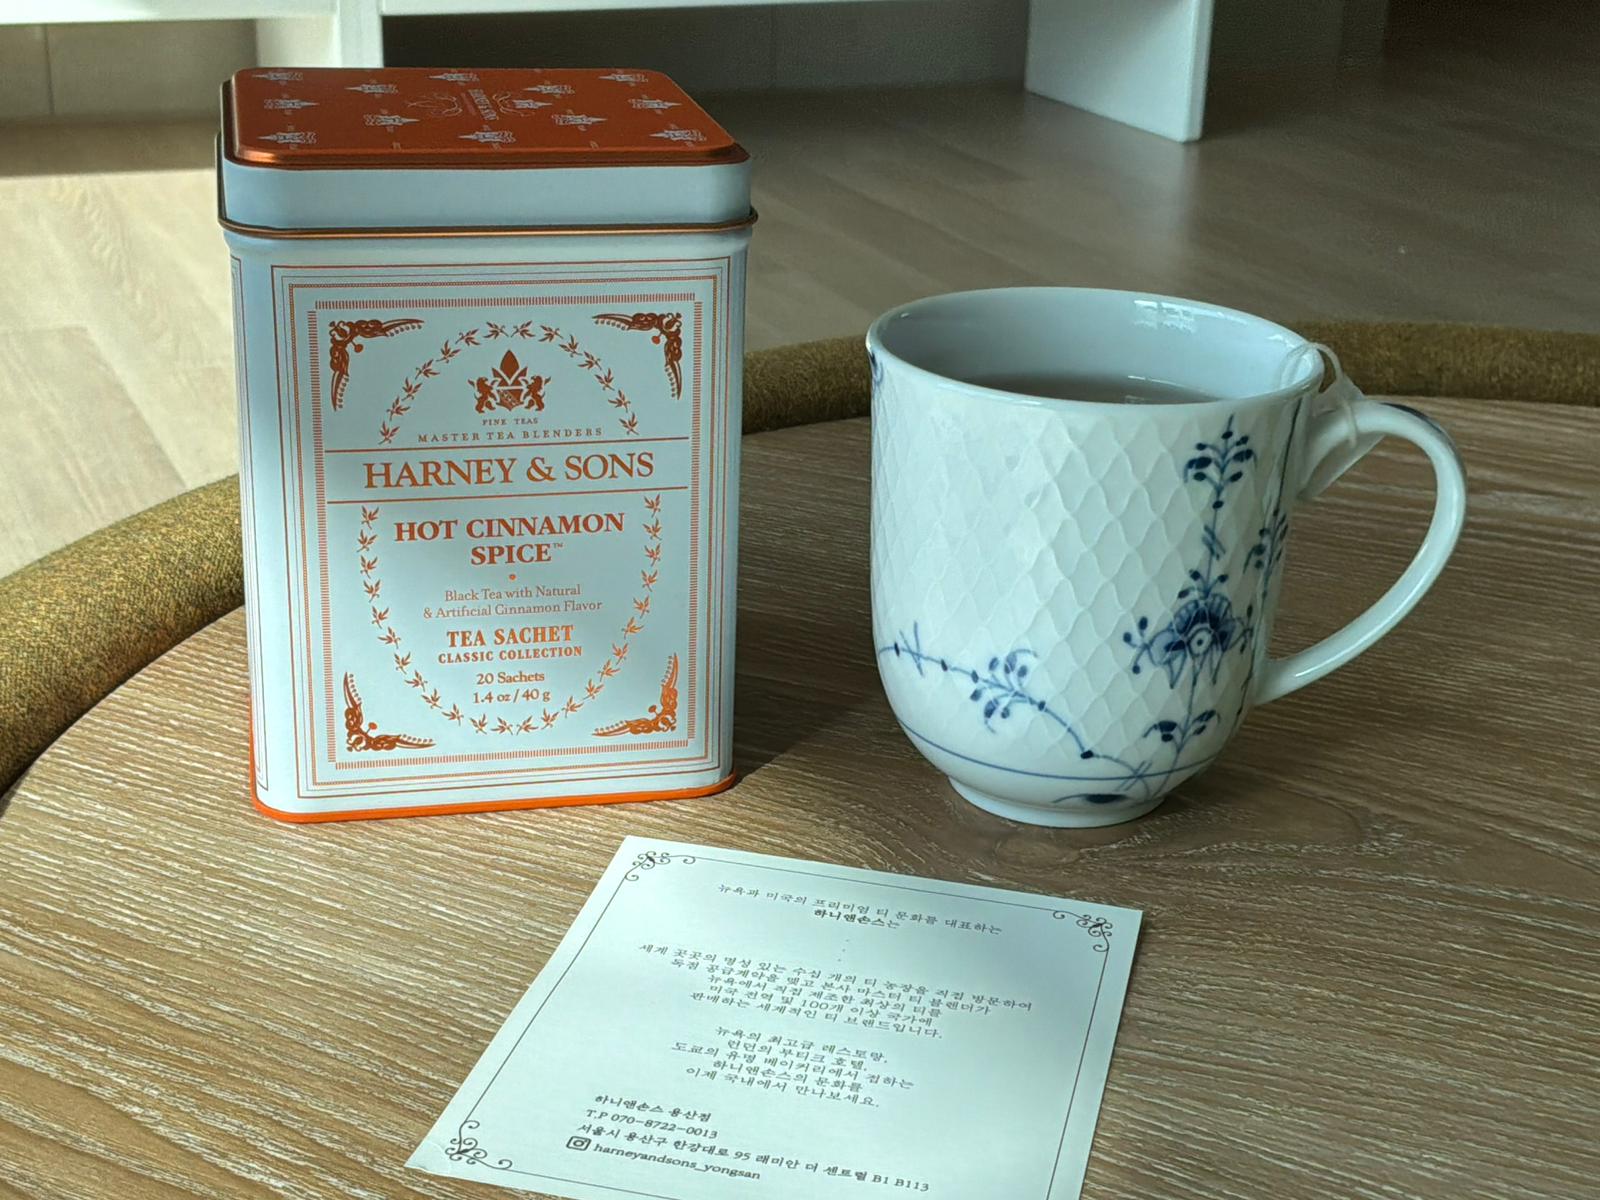 FINE TEAS
MASTER TEA BLENDERS
HARNEY & SONS
HOT CINNAMON
SPICE™
Black Tea with Natural
& Artificial Cinnamon Flavor
TEA SACHET
CLASSIC COLLECTION
20 Sachets
1.4 oz / 40 g
뉴욕과 미국의 프리미엄 티 문화를 대표하는
하니앤손스는
세계 곳곳의 명성 있는 수십 개의 티 농장을 직접 방문하여
독점 공급계약을 맺고 본사 마스터 티 블렌더가
뉴욕에서 직접 제조한 최상의 티를
미국 전역 및 100개 이상 국가에
판매하는 세계적인 티 브랜드입니다.
뉴욕의 최고급 레스토랑,
런던의 부티크 호텔,
도쿄의 유명 베이커리에서 접하는
하니앤손스의 문화를
이제 국내에서 만나보세요.
하니앤손스 용산점
T.P 070-8722-0013
서울시 용산구 한강대로 95 래미안 더 센트럴 B1 B113
harneyandsons_yongsan